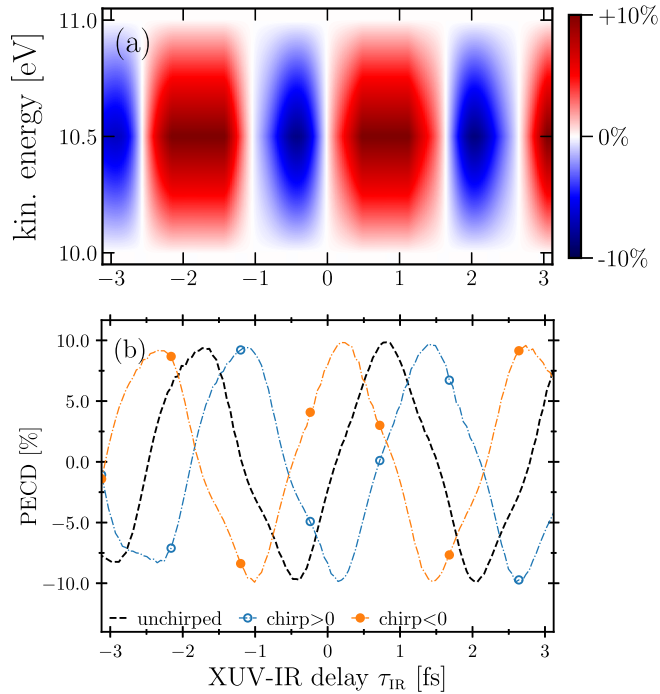 (a)
kin. energy [eV]
11.0
10.5
10.0
-3 -2 -1 0 1 2 3
+10%
0%
-10%
(b)
PECD [%]
10.0
5.0
0.0
-5.0
-10.0
unchirped chirp>0 chirp<0
-3 -2 -1 0 1 2 3
XUV-IR delay τIR [fs]